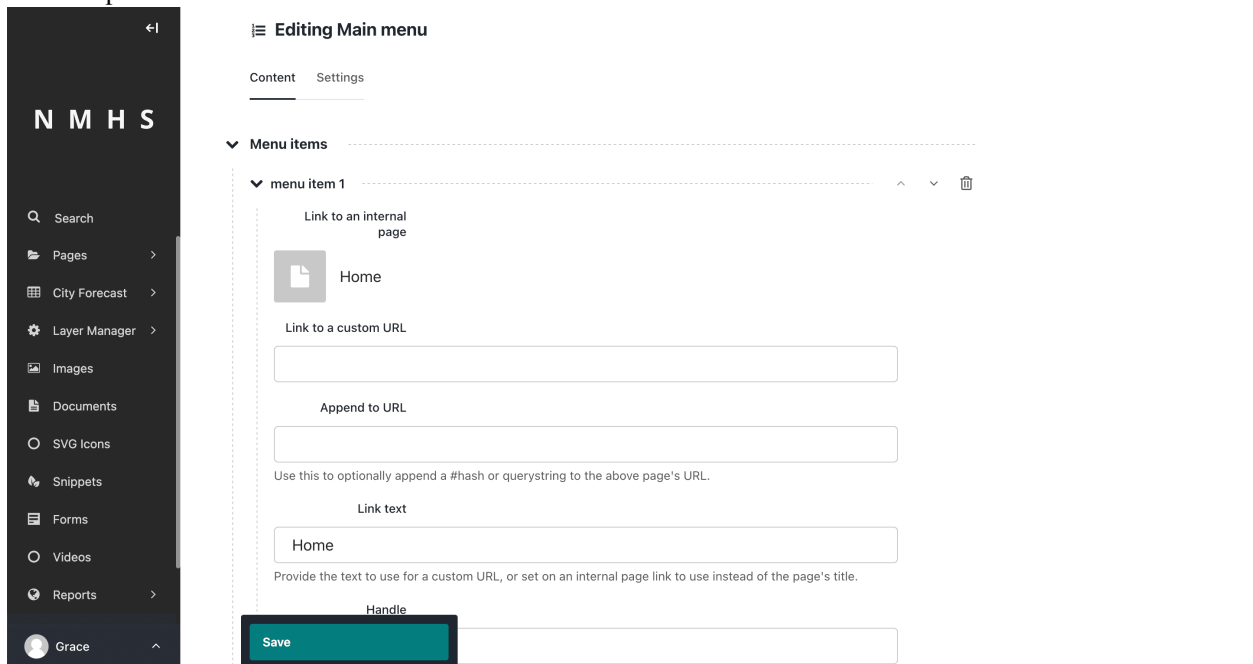 Editing Main menu
Content Settings
N M H S
Menu items
menu item 1
Link to an internal
page
Home
Link to a custom URL
Append to URL
Use this to optionally append a #hash or querystring to the above page's URL.
Link text
Home
Provide the text to use for a custom URL, or set on an internal page link to use instead of the page's title.
Handle
Save
Search
Pages
City Forecast
Layer Manager
Images
Documents
SVG Icons
Snippets
Forms
Videos
Reports
Grace